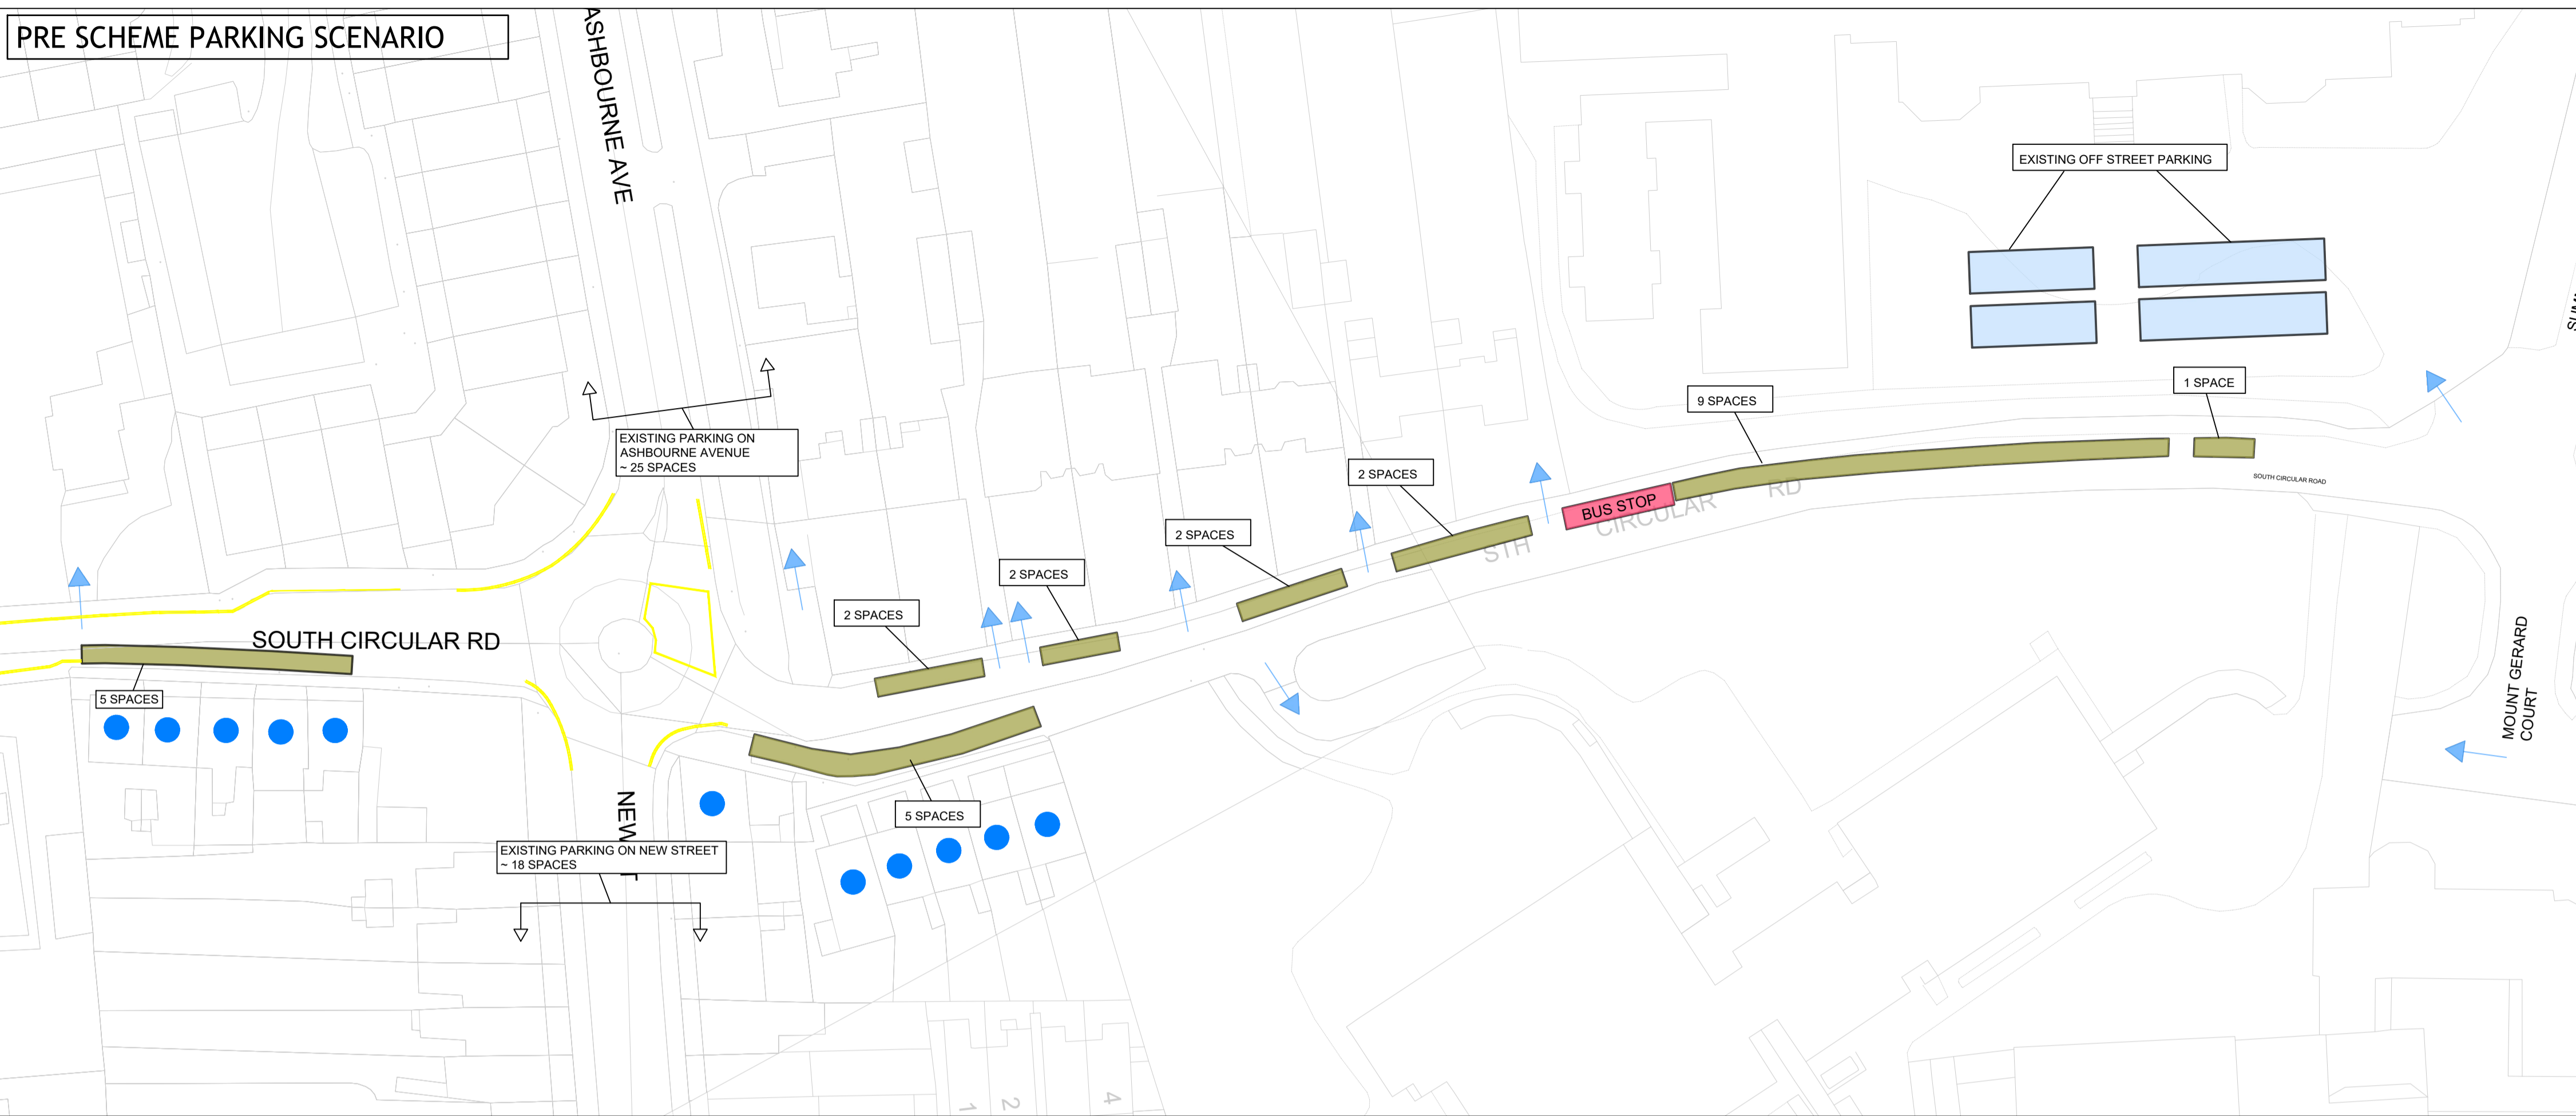 PRE SCHEME PARKING SCENARIO
ASHBOURNE AVE
EXISTING OFF STREET PARKING
1 SPACE
9 SPACES
EXISTING PARKING ON
ASHBOURNE AVENUE
~ 25 SPACES
2 SPACES
2 SPACES
2 SPACES
2 SPACES
BUS STOP
STH CIRCULAR RD
SOUTH CIRCULAR ROAD
SOUTH CIRCULAR RD
5 SPACES
MOUNT GERARD
COURT
5 SPACES
NEW
EXISTING PARKING ON NEW STREET
~ 18 SPACES
1
2
4